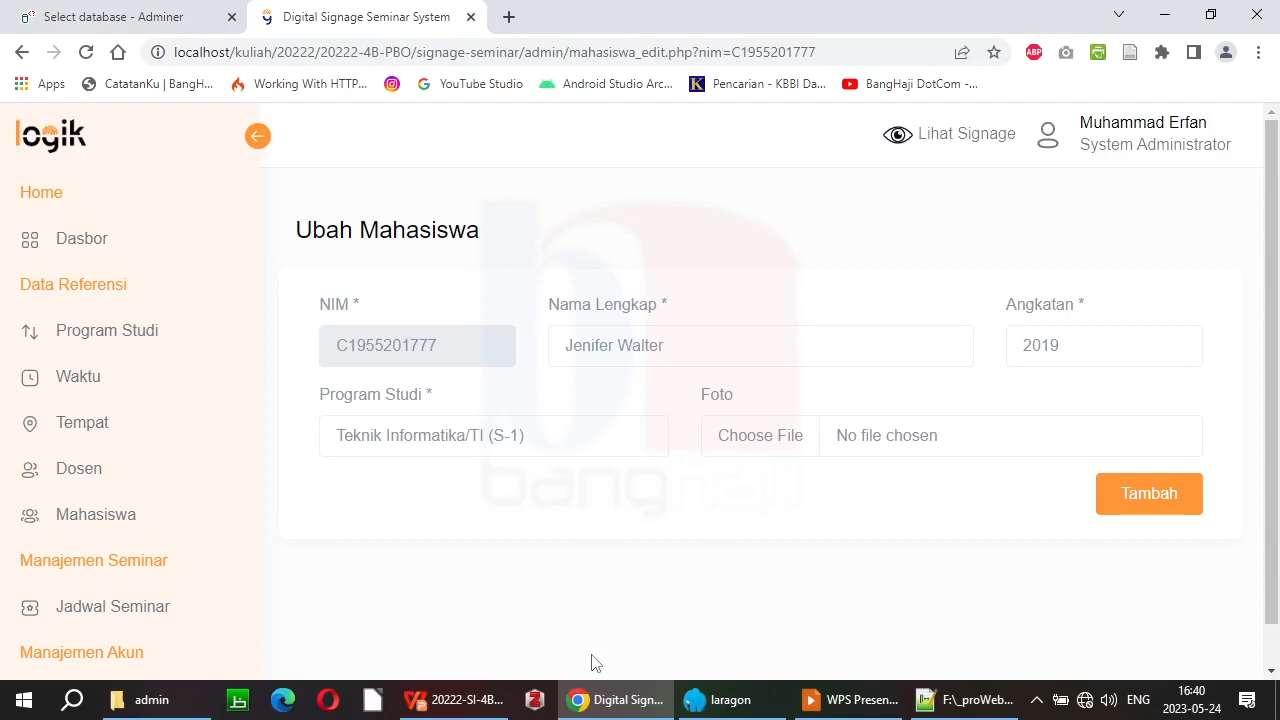 Select database - Adminer
Digital Signage Seminar System
localhost/kuliah/20222/20222-4B-PBO/signage-seminar/admin/mahasiswa_edit.php?nim=C1955201777
ABP
Apps
CatatanKu | BangH...
Working With HTTP...
YouTube Studio
Android Studio Arc...
Pencarian - KBBI Da...
BangHaji DotCom -...
logik
Lihat Signage
Muhammad Erfan
System Administrator
Home
Dasbor
Data Referensi
Program Studi
Waktu
Tempat
Dosen
Mahasiswa
Manajemen Seminar
Jadwal Seminar
Manajemen Akun
Ubah Mahasiswa
NIM *
Nama Lengkap *
Angkatan *
C1955201777
Jenifer Walter
2019
Program Studi *
Foto
Teknik Informatika/TI (S-1)
Choose File
No file chosen
banghaji
Tambah
admin
20222-SI-4B...
Digital Sign...
laragon
WPS Presen...
F:\_proWeb...
ENG
16:40
2023-05-24